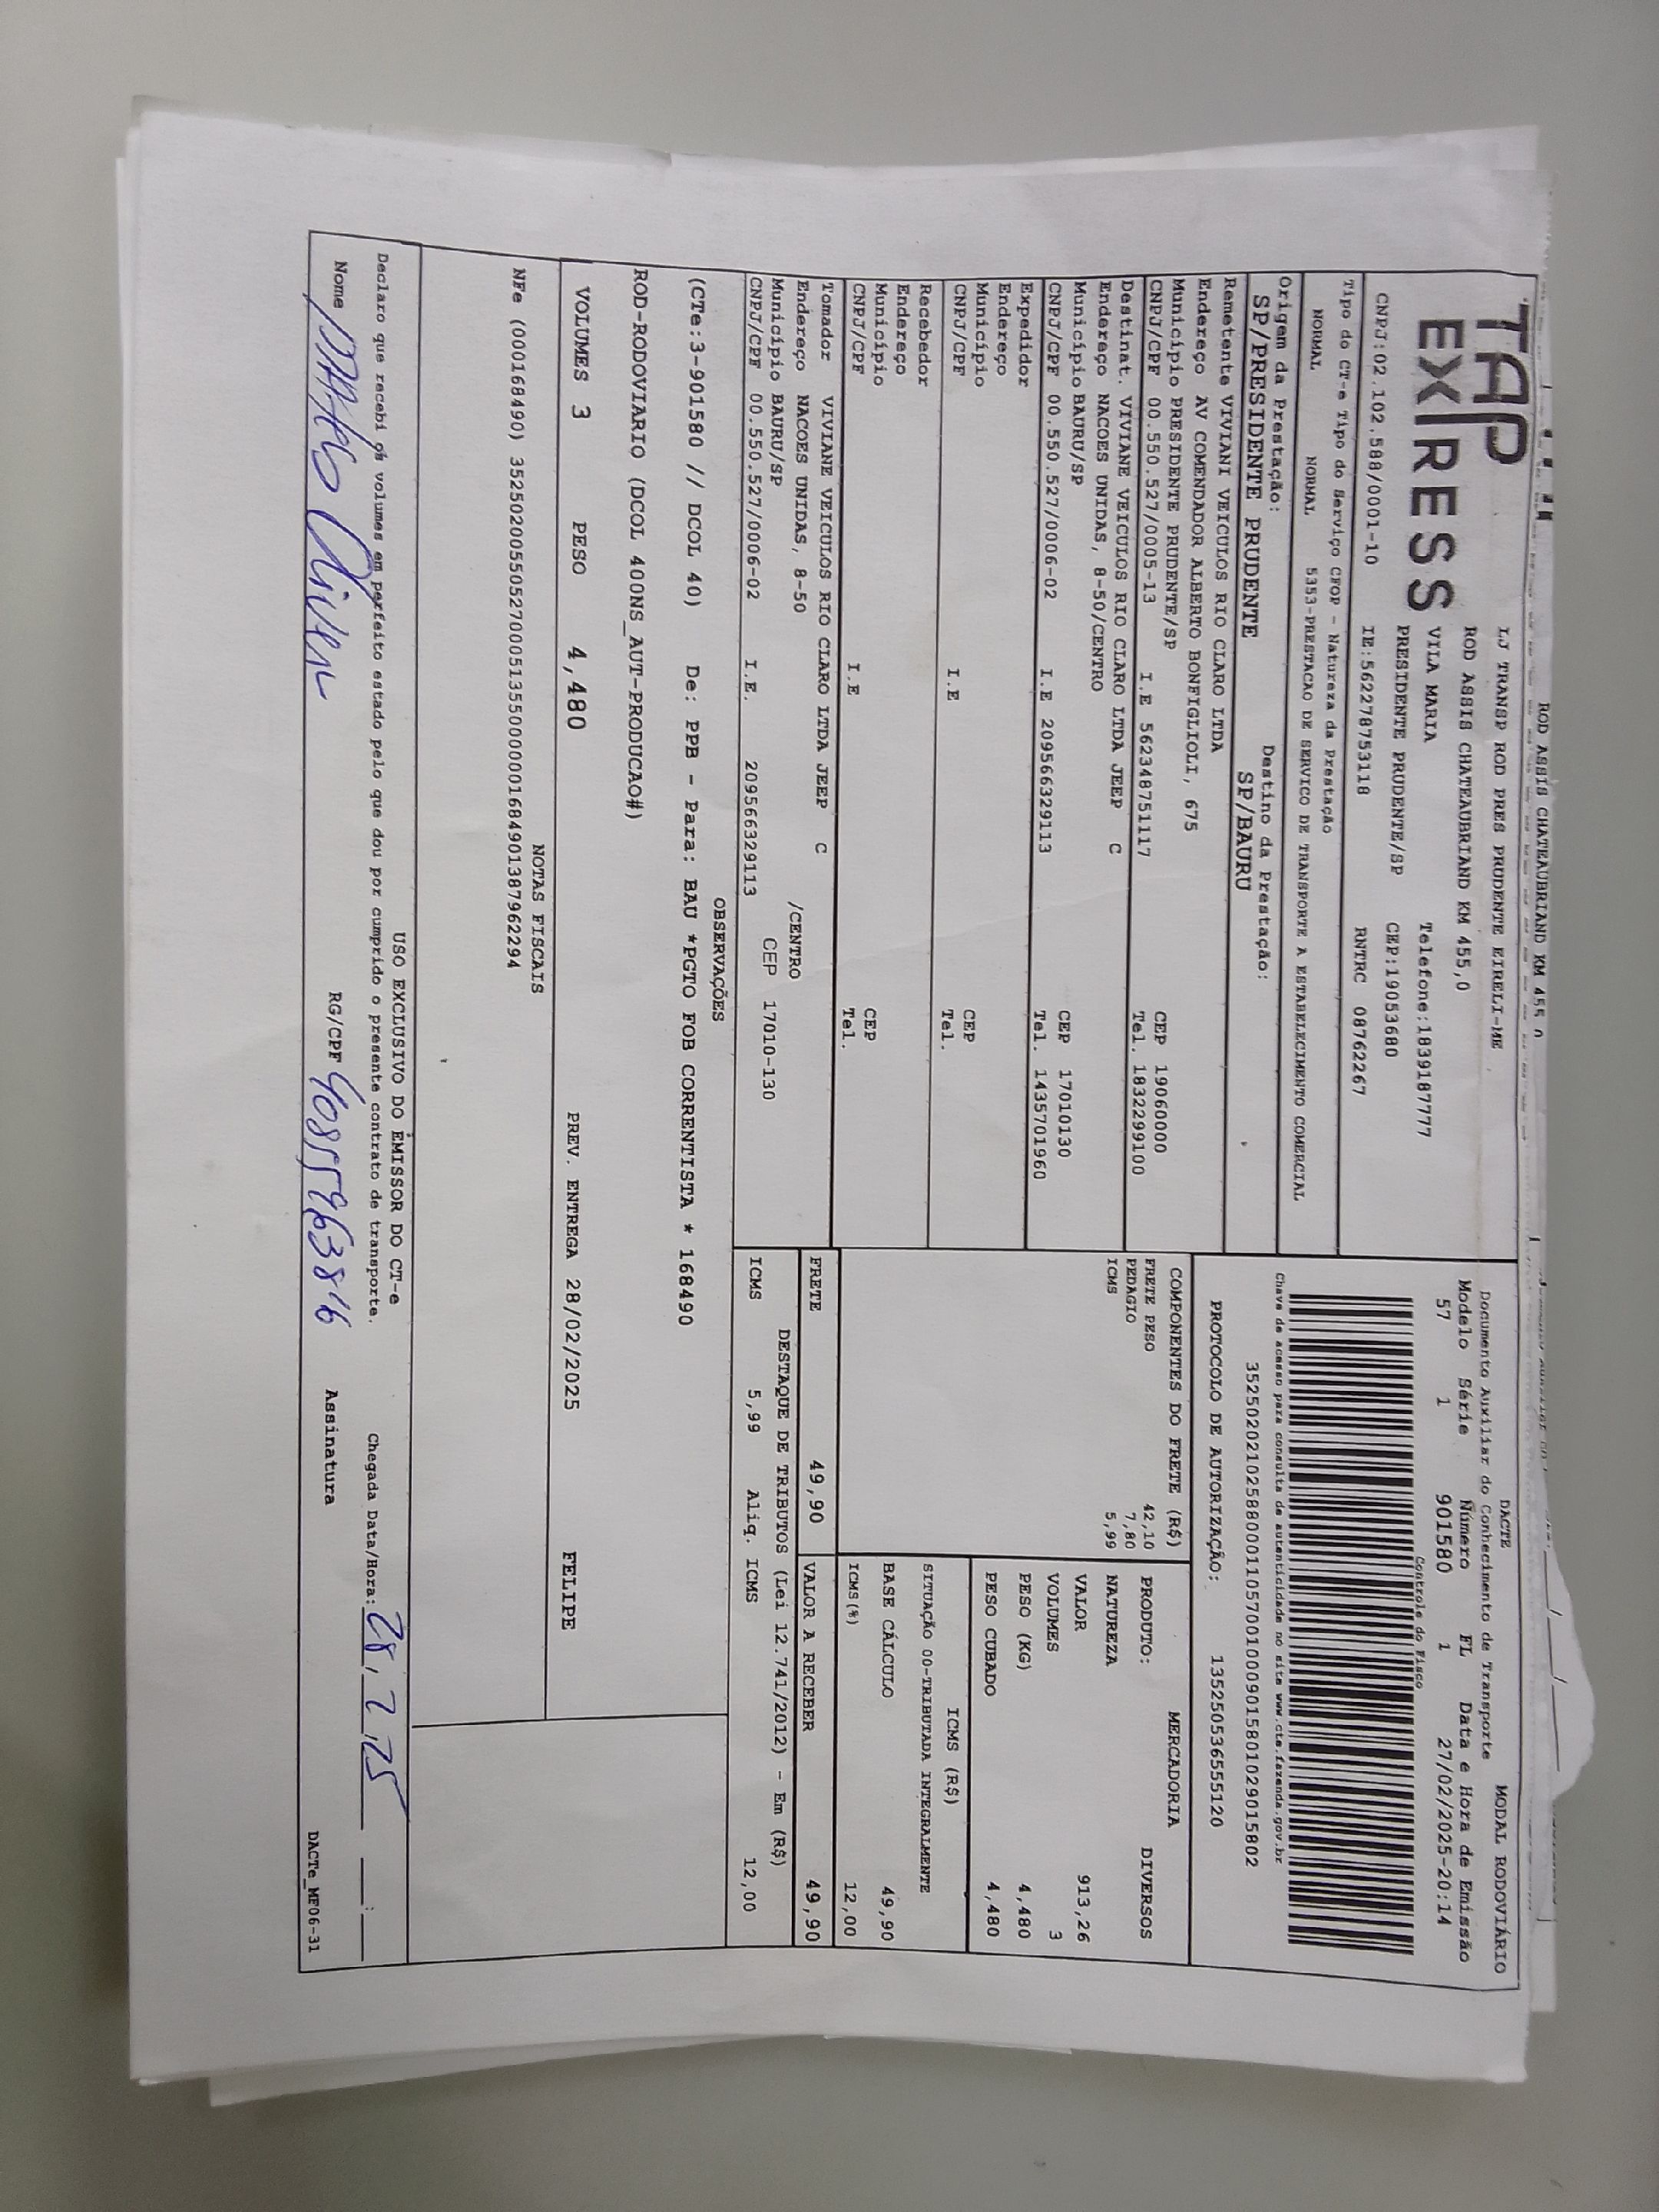 ROD ASSIS CHATEAUBRIAND KM 455,0
TAP
EXPRESS
LJ TRANSP ROD PRES PRUDENTE EIRELI-ME
ROD ASSIS CHATEAUBRIAND KM 455,0
VILA MARIA Telefone:1839187777
PRESIDENTE PRUDENTE/SP CEP:19053680
CNPJ:02.102.588/0001-10 IE:562278753118 RNTRC 08762267
DACTE MODAL RODOVIÁRIO
Documento Auxiliar do Conhecimento de Transporte
Modelo Série Número FL Data e Hora de Emissão
57 1 901580 1 27/02/2025-20:14
Controle do Fisco
Tipo do CT-e Tipo do Serviço CFOP - Natureza da Prestação
NORMAL NORMAL 5353-PRESTACAO DE SERVICO DE TRANSPORTE A ESTABELECIMENTO COMERCIAL
Chave de acesso para consulta de autenticidade no site www.cte.fazenda.gov.br
35250202102588000110570010009015801029015802
Origem da Prestação: Destino da Prestação:
SP/PRESIDENTE PRUDENTE SP/BAURU
PROTOCOLO DE AUTORIZAÇÃO: 135250536555120
Remetente VIVIANI VEICULOS RIO CLARO LTDA
Endereço AV COMENDADOR ALBERTO BONFIGLIOLI, 675
Município PRESIDENTE PRUDENTE/SP CEP 19060000
CNPJ/CPF 00.550.527/0005-13 I.E 562348751117 Tel. 1832299100
Destinat. VIVIANE VEICULOS RIO CLARO LTDA JEEP C
Endereço NACOES UNIDAS, 8-50/CENTRO
Município BAURU/SP CEP 17010130
CNPJ/CPF 00.550.527/0006-02 I.E 209566329113 Tel. 1435701960
Expedidor
Endereço
Município CEP
CNPJ/CPF I.E Tel.
Recebedor
Endereço
Município CEP
CNPJ/CPF I.E Tel.
Tomador VIVIANE VEICULOS RIO CLARO LTDA JEEP C
Endereço NACOES UNIDAS, 8-50 /CENTRO
Município BAURU/SP CEP 17010-130
CNPJ/CPF 00.550.527/0006-02 I.E. 209566329113
COMPONENTES DO FRETE (R$)
FRETE PESO 42,10
PEDAGIO 7,80
ICMS 5,99
MERCADORIA
PRODUTO: DIVERSOS
NATUREZA
VALOR 913,26
VOLUMES 3
PESO (KG) 4,480
PESO CUBADO 4,480
ICMS (R$)
SITUAÇÃO 00-TRIBUTADA INTEGRALMENTE
BASE CÁLCULO 49,90
ICMS(%) 12,00
FRETE 49,90 VALOR A RECEBER 49,90
DESTAQUE DE TRIBUTOS (Lei 12.741/2012) - Em (R$)
ICMS 5,99 Aliq. ICMS 12,00
OBSERVAÇÕES
(CTe:3-901580 // DCOL 40) De: PPB - Para: BAU *PGTO FOB CORRENTISTA * 168490
ROD-RODOVIARIO (DCOL 400NS_AUT-PRODUCAO#)
VOLUMES 3 PESO 4,480 PREV. ENTREGA 28/02/2025 FELIPE
NOTAS FISCAIS
NFe (000168490) 35250200550527000513550000001684901387962294
USO EXCLUSIVO DO EMISSOR DO CT-e
Declaro que recebi os volumes em perfeito estado pelo que dou por cumprido o presente contrato de transporte. Chegada Data/Hora: 28,2,25 __:__
Nome RG/CPF Assinatura
DACTe_MF06-31